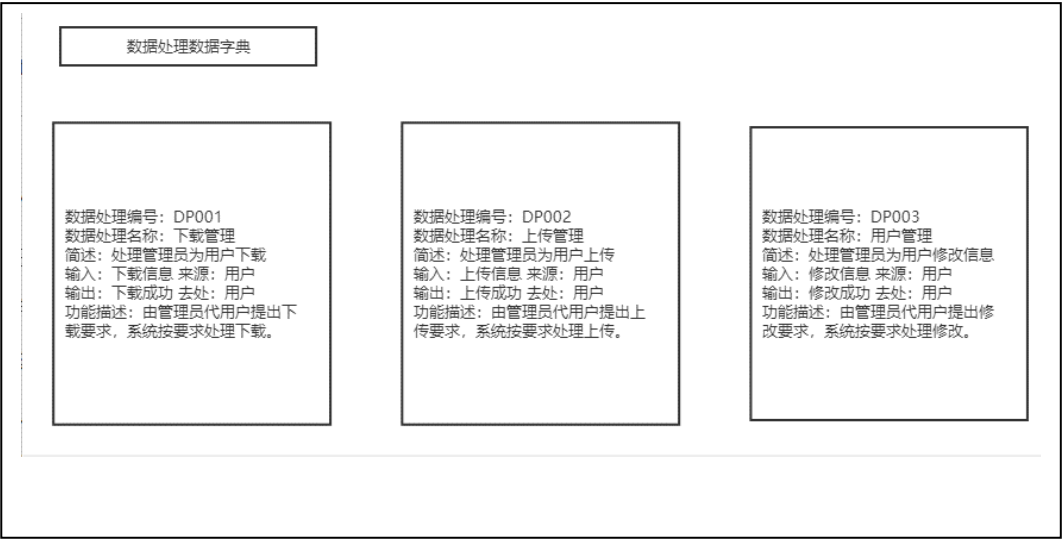 数据处理数据字典
数据处理编号：DP001
数据处理名称：下载管理
简述：处理管理员为用户下载
输入：下载信息 来源：用户
输出：下载成功 去处：用户
功能描述：由管理员代用户提出下
载要求，系统按要求处理下载。
数据处理编号：DP002
数据处理名称：上传管理
简述：处理管理员为用户上传
输入：上传信息 来源：用户
输出：上传成功 去处：用户
功能描述：由管理员代用户提出上
传要求，系统按要求处理上传。
数据处理编号：DP003
数据处理名称：用户管理
简述：处理管理员为用户修改信息
输入：修改信息 来源：用户
输出：修改成功 去处：用户
功能描述：由管理员代用户提出修
改要求，系统按要求处理修改。